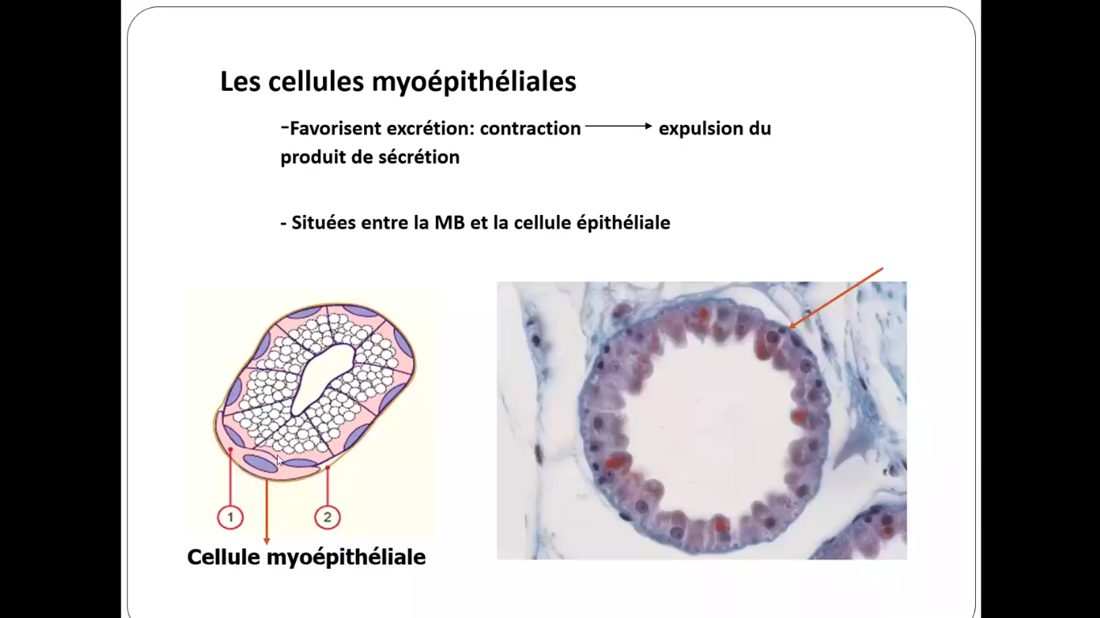 Les cellules myoépithéliales
-Favorisent excrétion: contraction → expulsion du
produit de sécrétion
- Situées entre la MB et la cellule épithéliale
1
2
Cellule myoépithéliale